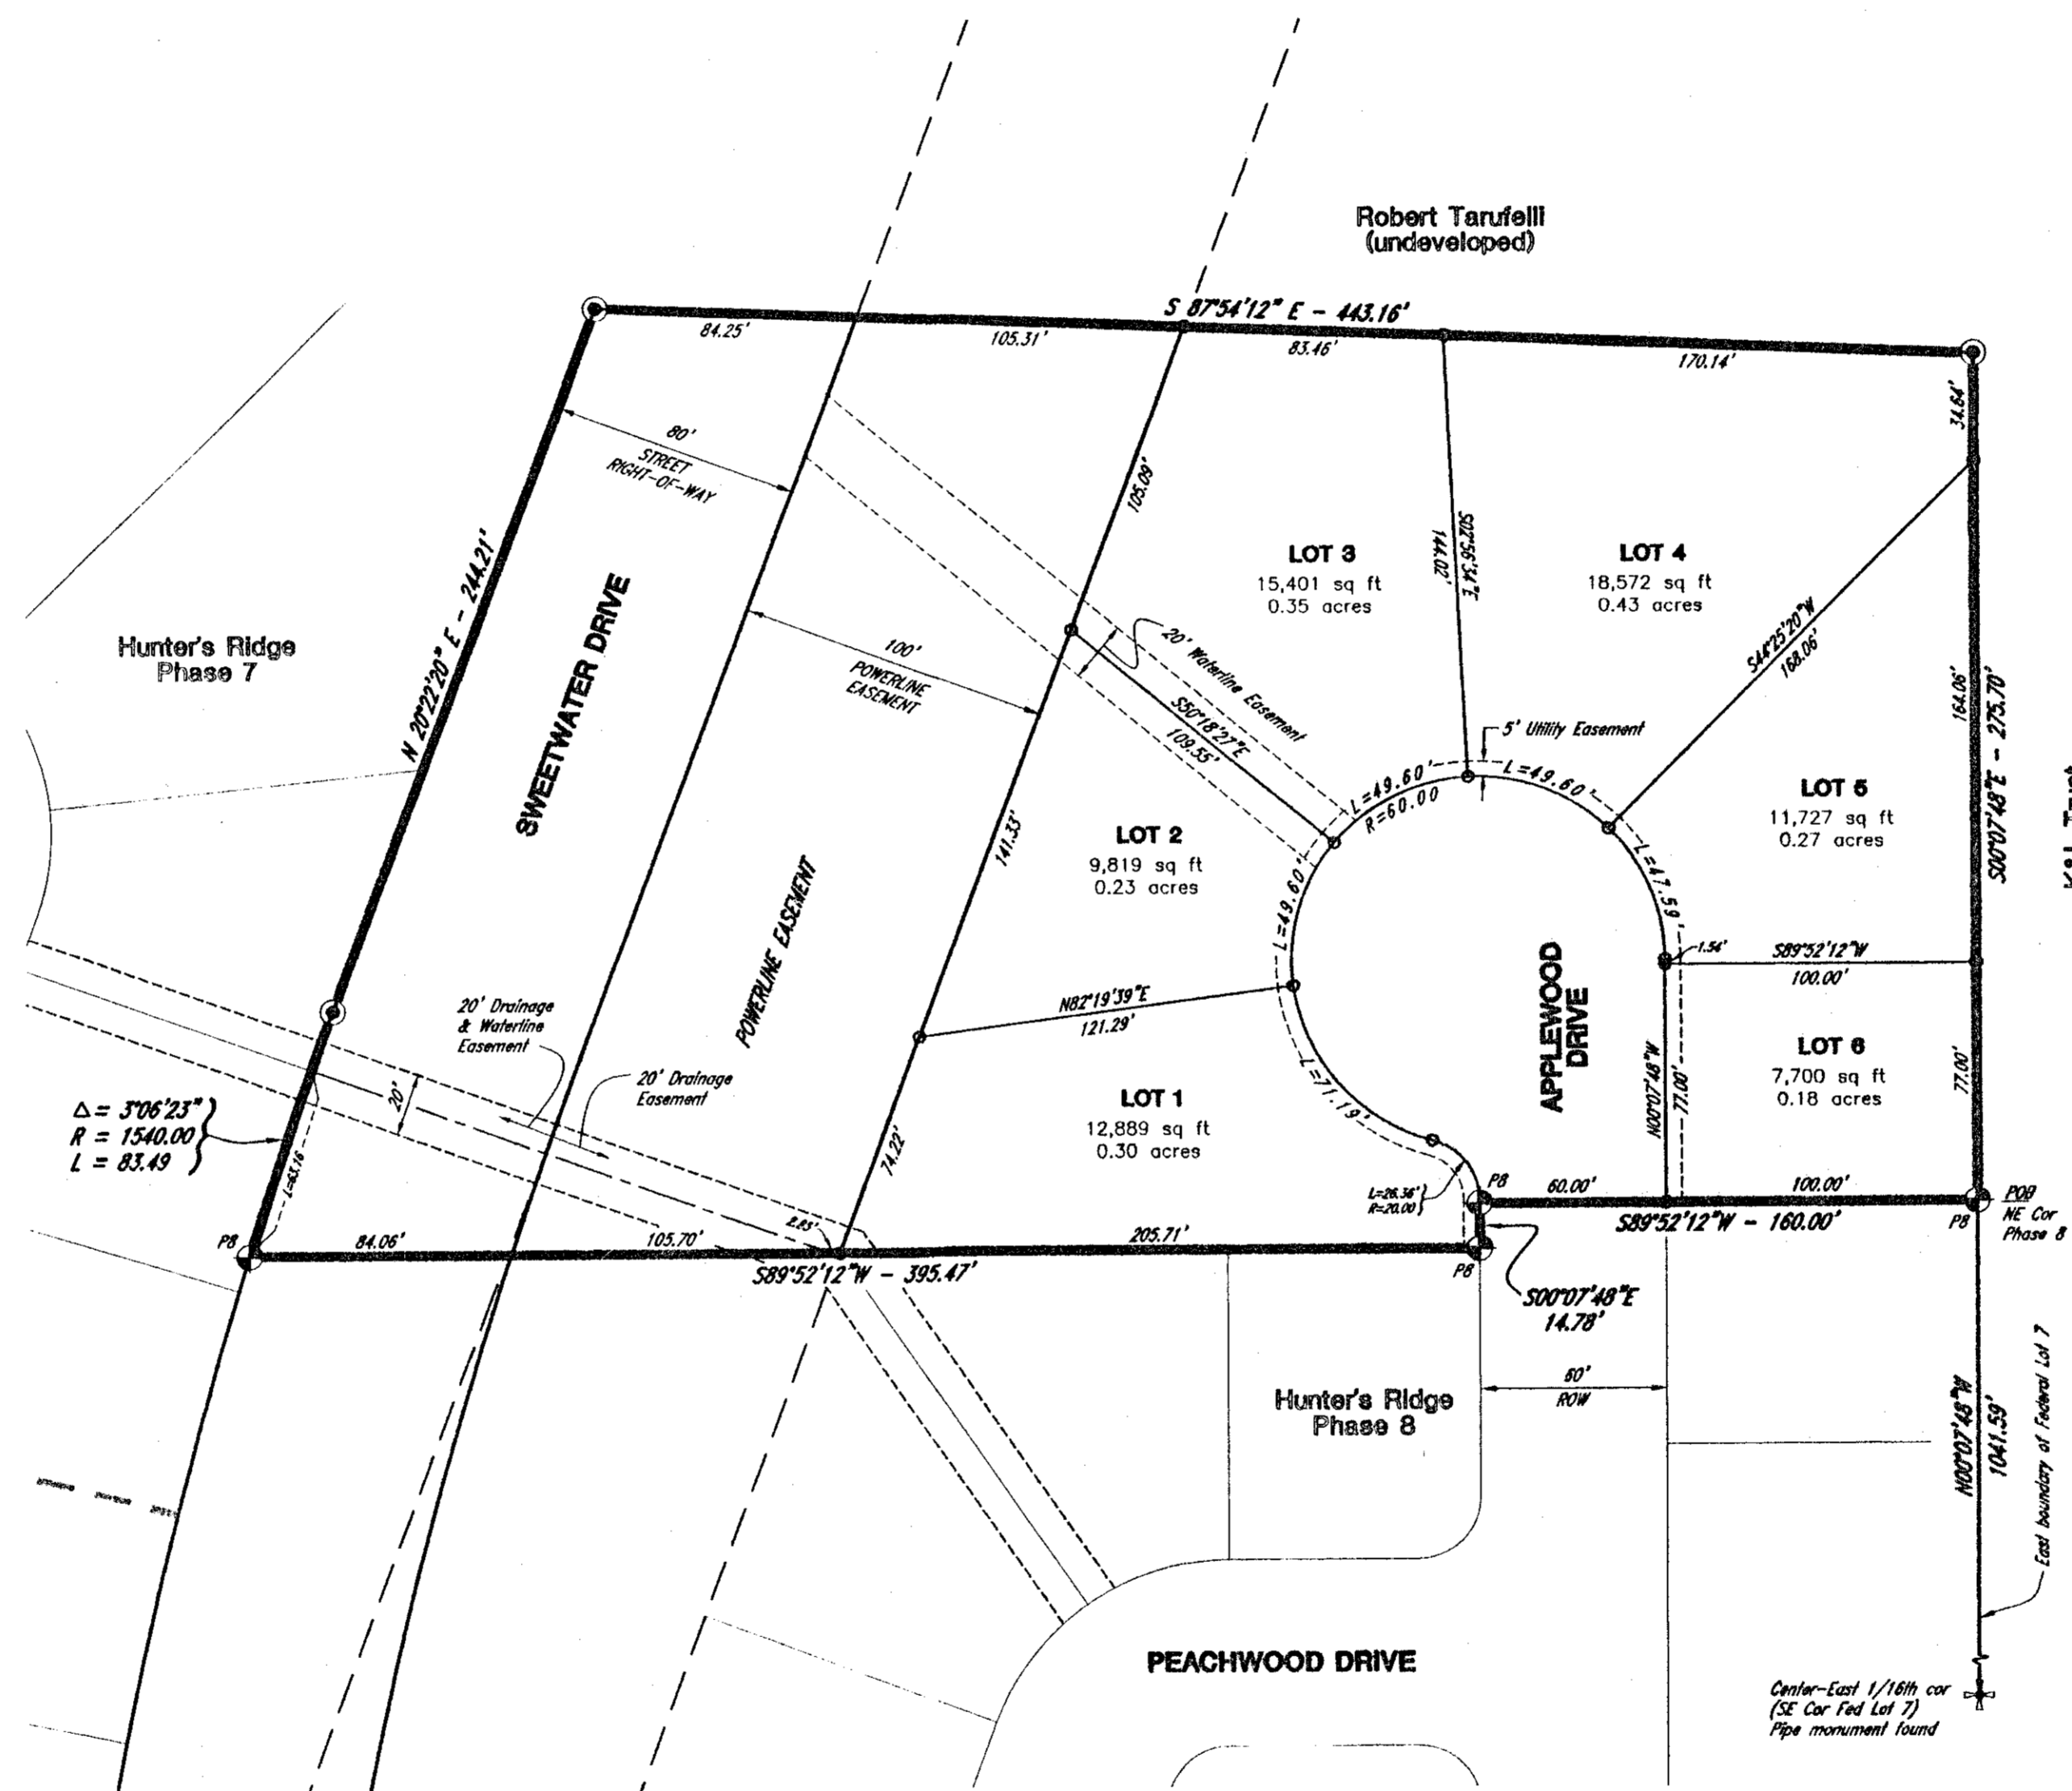 Robert Tarufelli
(undeveloped)
S 87°54'12" E - 443.16'
84.25'
105.31'
83.46'
170.14'
34.64'
80'
STREET
RIGHT-OF-WAY
105.09'
S02°56'34"E
144.02'
LOT 3
15,401 sq ft
0.35 acres
LOT 4
18,572 sq ft
0.43 acres
S44°25'20"W
168.06'
N 20°22'20" E - 244.21'
SWEETWATER DRIVE
Hunter's Ridge
Phase 7
100'
POWERLINE
EASEMENT
20' Waterline Easement
S50°18'27"E
109.55'
5' Utility Easement
164.06'
S00°07'48"E - 275.70'
L=49.60'
R=60.00
L=49.60'
LOT 5
11,727 sq ft
0.27 acres
LOT 2
9,819 sq ft
0.23 acres
141.33'
L=49.60'
L=47.59'
POWERLINE EASEMENT
1.54'
S89°52'12"W
100.00'
N82°19'39"E
121.29'
APPLEWOOD
DRIVE
20' Drainage
& Waterline
Easement
20' Drainage
Easement
20'
LOT 6
7,700 sq ft
0.18 acres
N00°07'48"W
77.00'
77.00'
LOT 1
12,889 sq ft
0.30 acres
L=71.19'
74.22'
Δ = 3°06'23"
R = 1540.00
L = 83.49
L=63.16
L=26.36'
R=20.00
P8
60.00'
100.00'
S89°52'12"W - 160.00'
POB
NE Cor
Phase 8
P8
P8
84.06'
105.70'
2.85'
205.71'
S89°52'12"W - 395.47'
P8
S00°07'48"E
14.78'
60'
ROW
Hunter's Ridge
Phase 8
N00°07'48"W
1041.59'
East boundary of Federal Lot 7
PEACHWOOD DRIVE
Center-East 1/16th cor
(SE Cor Fed Lot 7)
Pipe monument found